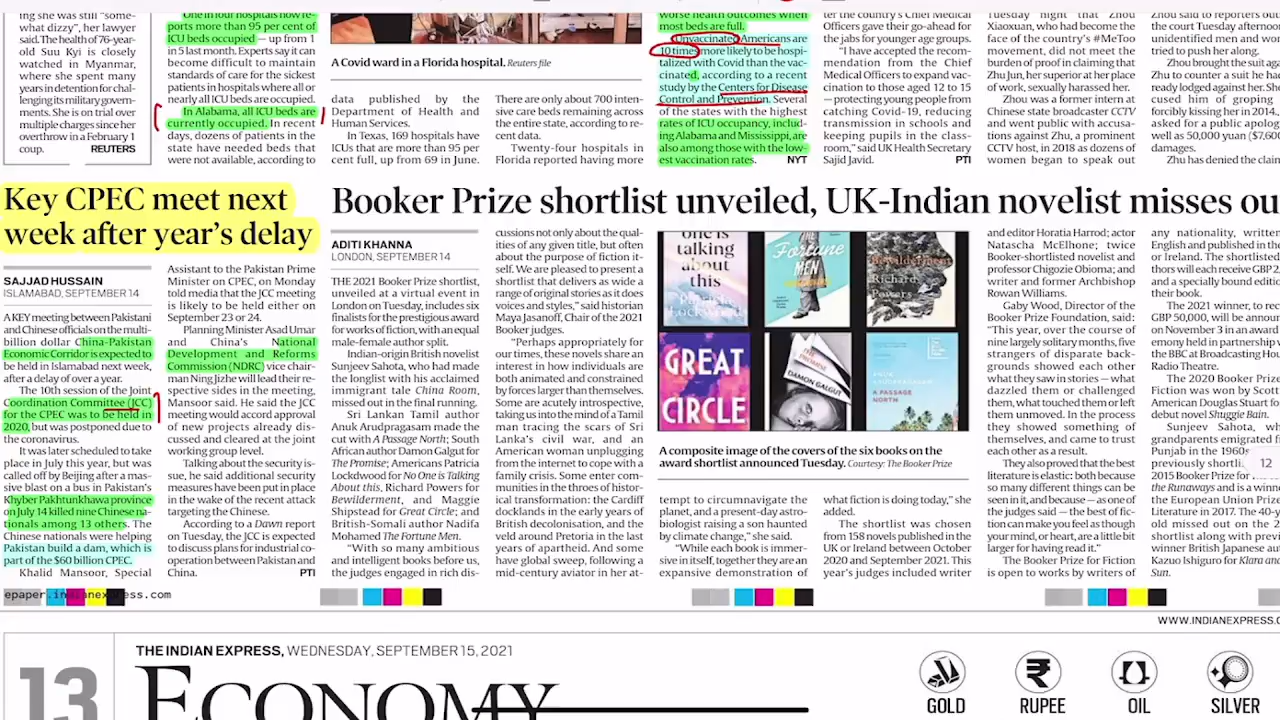 ing she was still "some-
what dizzy", her lawyer
said. The health of 76-year-
old Suu Kyi is closely
watched in Myanmar,
where she spent many
years in detention for chal-
lenging its military govern-
ments. She is on trial over
multiple charges since her
overthrow in a February 1
coup. REUTERS
One in four hospitals now re-
ports more than 95 per cent of
ICU beds occupied — up from 1
in 5 last month. Experts say it can
become difficult to maintain
standards of care for the sickest
patients in hospitals where all or
nearly all ICU beds are occupied.
In Alabama, all ICU beds are
currently occupied. In recent
days, dozens of patients in the
state have needed beds that
were not available, according to
A Covid ward in a Florida hospital. Reuters file
data published by the
Department of Health and
Human Services.
In Texas, 169 hospitals have
ICUs that are more than 95 per
cent full, up from 69 in June.
There are only about 700 inten-
sive care beds remaining across
the entire state, according to re-
cent data.
Twenty-four hospitals in
Florida reported having more
worse health outcomes when
most beds are full.
Unvaccinated Americans are
10 times more likely to be hospi-
talized with Covid than the vac-
cinated, according to a recent
study by the Centers for Disease
Control and Prevention. Several
of the states with the highest
rates of ICU occupancy, includ-
ing Alabama and Mississippi, are
also among those with the low-
est vaccination rates. NYT
ter the country's Chief Medical
Officers gave their go-ahead for
the jabs for younger age groups.
"I have accepted the recom-
mendation from the Chief
Medical Officers to expand vac-
cination to those aged 12 to 15
—protecting young people from
catching Covid-19, reducing
transmission in schools and
keeping pupils in the class-
room," said UK Health Secretary
Sajid Javid. PTI
Tuesday night that Zhou
Xiaoxuan, who had become the
face of the country's #MeToo
movement, did not meet the
burden of proof in claiming that
Zhu Jun, her superior at her place
of work, sexually harassed her.
Zhou was a former intern at
Chinese state broadcaster CCTV
and went public with accusa-
tions against Zhu, a prominent
CCTV host, in 2018 as dozens of
women began to speak out
Zhou said to reporters ou
the court Tuesday afternoo
unidentified men and wom
tried to push her along.
Zhou brought the suit aga
Zhu to counter a suit he had
ready lodged against her. She
cused him of groping
forcibly kissing her in 2014,
asked for a public apology
well as 50,000 yuan ($7,600
damages.
Zhu has denied the claim
Key CPEC meet next
week after year's delay
SAJJAD HUSSAIN
ISLAMABAD, SEPTEMBER 14
A KEY meeting between Pakistani
and Chinese officials on the multi-
billion dollar China-Pakistan
Economic Corridor is expected to
be held in Islamabad next week,
after a delay of over a year.
The 10th session of the Joint
Coordination Committee (JCC)
for the CPEC was to be held in
2020, but was postponed due to
the coronavirus.
It was later scheduled to take
place in July this year, but was
called off by Beijing after a mas-
sive blast on a bus in Pakistan's
Khyber Pakhtunkhawa province
on July 14 killed nine Chinese na-
tionals among 13 others. The
Chinese nationals were helping
Pakistan build a dam, which is
part of the $60 billion CPEC.
Khalid Mansoor, Special
Assistant to the Pakistan Prime
Minister on CPEC, on Monday
told media that the JCC meeting
is likely to be held either on
September 23 or 24.
Planning Minister Asad Umar
and China's National
Development and Reforms
Commission (NDRC) vice chair-
man Ning Jizhe will lead their re-
spective sides in the meeting.
Mansoor said. He said the JCC
meeting would accord approval
of new projects already dis-
cussed and cleared at the joint
working group level.
Talking about the security is-
sue, he said additional security
measures have been put in place
in the wake of the recent attack
targeting the Chinese.
According to a Dawn report
on Tuesday, the JCC is expected
to discuss plans for industrial co-
operation between Pakistan and
China. PTI
Booker Prize shortlist unveiled, UK-Indian novelist misses ou
ADITI KHANNA
LONDON, SEPTEMBER 14
THE 2021 Booker Prize shortlist,
unveiled at a virtual event in
London on Tuesday, includes six
finalists for the prestigious award
for works of fiction, with an equal
male-female author split.
Indian-origin British novelist
Sunjeev Sahota, who had made
the longlist with his acclaimed
immigrant tale China Room,
missed out in the final running.
Sri Lankan Tamil author
Anuk Arudpragasam made the
cut with A Passage North; South
African author Damon Galgut for
The Promise; Americans Patricia
Lockwood for No One is Talking
About this, Richard Powers for
Bewilderment, and Maggie
Shipstead for Great Circle; and
British-Somali author Nadifa
Mohamed The Fortune Men.
"With so many ambitious
and intelligent books before us,
the judges engaged in rich dis-
cussions not only about the qual-
ities of any given title, but often
about the purpose of fiction it-
self. We are pleased to present a
shortlist that delivers as wide a
range of original stories as it does
voices and styles," said historian
Maya Jasanoff, Chair of the 2021
Booker judges.
"Perhaps appropriately for
our times, these novels share an
interest in how individuals are
both animated and constrained
by forces larger than themselves.
Some are acutely introspective,
taking us into the mind of a Tamil
man tracing the scars of Sri
Lanka's civil war, and an
American woman unplugging
from the internet to cope with a
family crisis. Some enter com-
munities in the throes of histor-
ical transformation: the Cardiff
docklands in the early years of
British decolonisation, and the
veld around Pretoria in the last
years of apartheid. And some
have global sweep, following a
mid-century aviator in her at-
one is
talking
about
this
Patricia
Lockwood
The
Fortune
MEN
Bewilderment
Richard
Powers
GREAT
CIRCLE
THE
PROMISE
DAMON GALGUT
ANUK
ARUDPRAGASAM
A PASSAGE
NORTH
A composite image of the covers of the six books on the
award shortlist announced Tuesday. Courtesy: The Booker Prize
tempt to circumnavigate the
planet, and a present-day astro-
biologist raising a son haunted
by climate change," she said.
"While each book is immer-
sive in itself, together they are an
expansive demonstration of
what fiction is doing today," she
added.
The shortlist was chosen
from 158 novels published in the
UK or Ireland between October
2020 and September 2021. This
year's judges included writer
and editor Horatia Harrod; actor
Natascha McElhone; twice
Booker-shortlisted novelist and
professor Chigozie Obioma; and
writer and former Archbishop
Rowan Williams.
Gaby Wood, Director of the
Booker Prize Foundation, said:
"This year, over the course of
nine largely solitary months, five
strangers of disparate back-
grounds showed each other
what they saw in stories — what
dazzled them or challenged
them, what touched them or left
them unmoved. In the process
they showed something of
themselves, and came to trust
each other as a result.
They also proved that the best
literature is elastic: both because
so many different things can be
seen in it, and because — as one of
the judges said — the best of fic-
tion can make you feel as though
your mind, or heart, are a little bit
larger for having read it."
The Booker Prize for Fiction
is open to works by writers of
any nationality, written
English and published in the
or Ireland. The shortlisted
thors will each receive GBP 2
and a specially bound edition
their book.
The 2021 winner, to rec
GBP 50,000, will be announ
on November 3 in an award c
emony held in partnership w
the BBC at Broadcasting Hou
Radio Theatre.
The 2020 Booker Prize
Fiction was won by Scott
American Douglas Stuart fo
debut novel Shuggie Bain.
Sunjeev Sahota, wh
grandparents emigrated f
Punjab in the 1960s
previously shortli
2015 Booker Prize for
the Runaways and is a winn
the European Union Prize
Literature in 2017. The 40-y
old missed out on the 2
shortlist along with previ
winner British Japanese aut
Kazuo Ishiguro for Klara and
Sun.
12
epaper.indianexpress.com
WWW.INDIANEXPRESS.C
13
THE INDIAN EXPRESS, WEDNESDAY, SEPTEMBER 15, 2021
ECONOMY
GOLD
RUPEE
OIL
SILVER